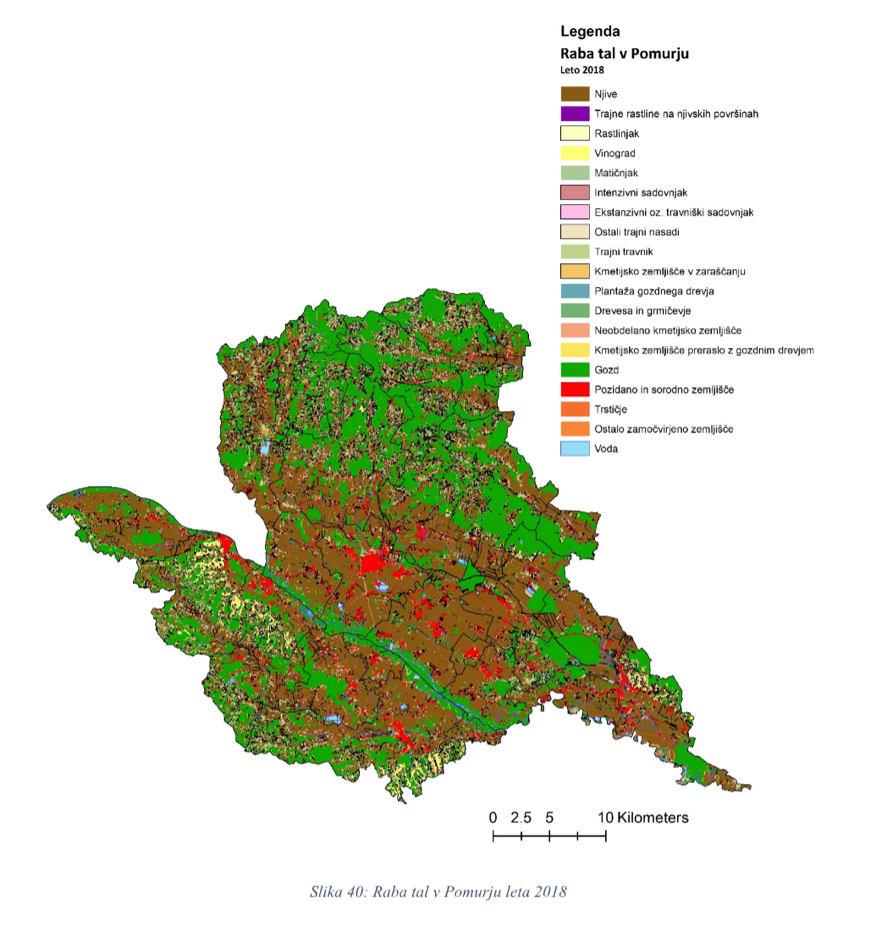 Legenda
Raba tal v Pomurju
Leto 2018
Njive
Trajne rastline na njivskih površinah
Rastlinjak
Vinograd
Matičnjak
Intenzivni sadovnjak
Ekstanzivni oz. travniški sadovnjak
Ostali trajni nasadi
Trajni travnik
Kmetijsko zemljišče v zaraščanju
Plantaža gozdnega drevja
Drevesa in grmičevje
Neobdelano kmetijsko zemljišče
Kmetijsko zemljišče preraslo z gozdnim drevjem
Gozd
Pozidano in sorodno zemljišče
Trstičje
Ostalo zamočvirjeno zemljišče
Voda
0 2.5 5 10 Kilometers
Slika 40: Raba tal v Pomurju leta 2018